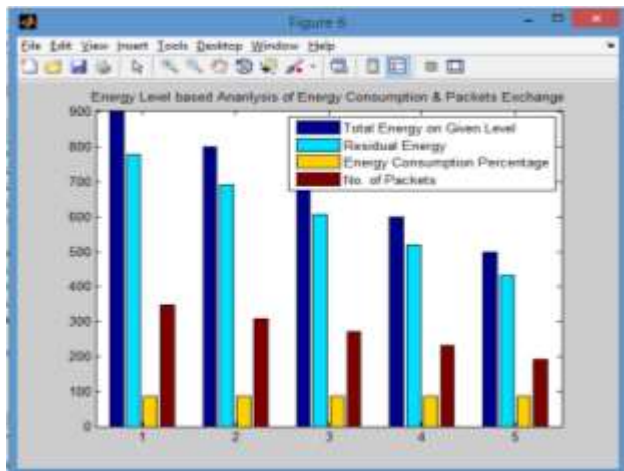 Figure 6
File Edit View Insert Tools Desktop Window Help
Energy Level based Ananlysis of Energy Consumption & Packets Exchange
Total Energy on Given Level
Residual Energy
Energy Consumption Percentage
No. of Packets
900
800
700
600
500
400
300
200
100
0
1 2 3 4 5